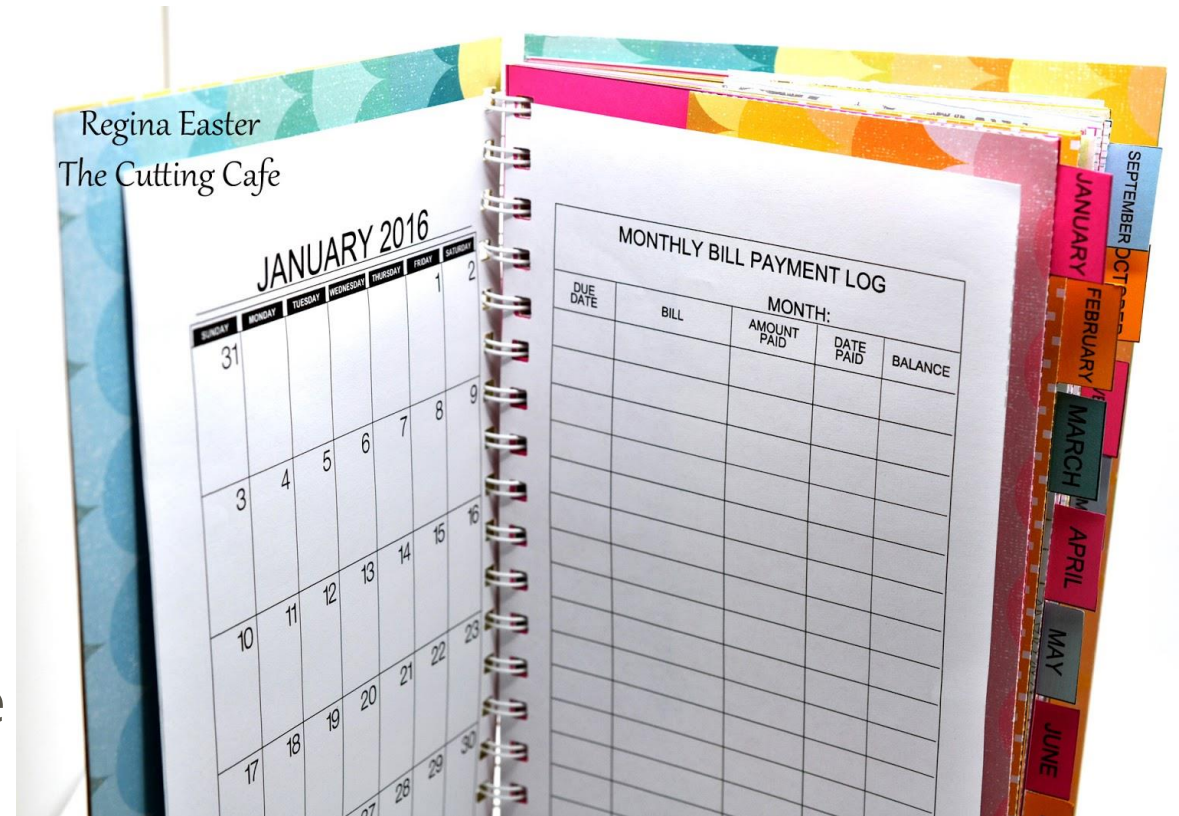 Regina Easter
The Cutting Cafe
JANUARY 2016
SUNDAY MONDAY TUESDAY WEDNESDAY THURSDAY FRIDAY SATURDAY
31 1 2
3 4 5 6 7 8 9
10 11 12 13 14 15 16
17 18 19 20 21 22 23
27 28 29 30
MONTHLY BILL PAYMENT LOG
MONTH:
DUE DATE BILL AMOUNT PAID DATE PAID BALANCE
JANUARY
FEBRUARY
MARCH
APRIL
MAY
JUNE
SEPTEMBER
OCTOBER
e